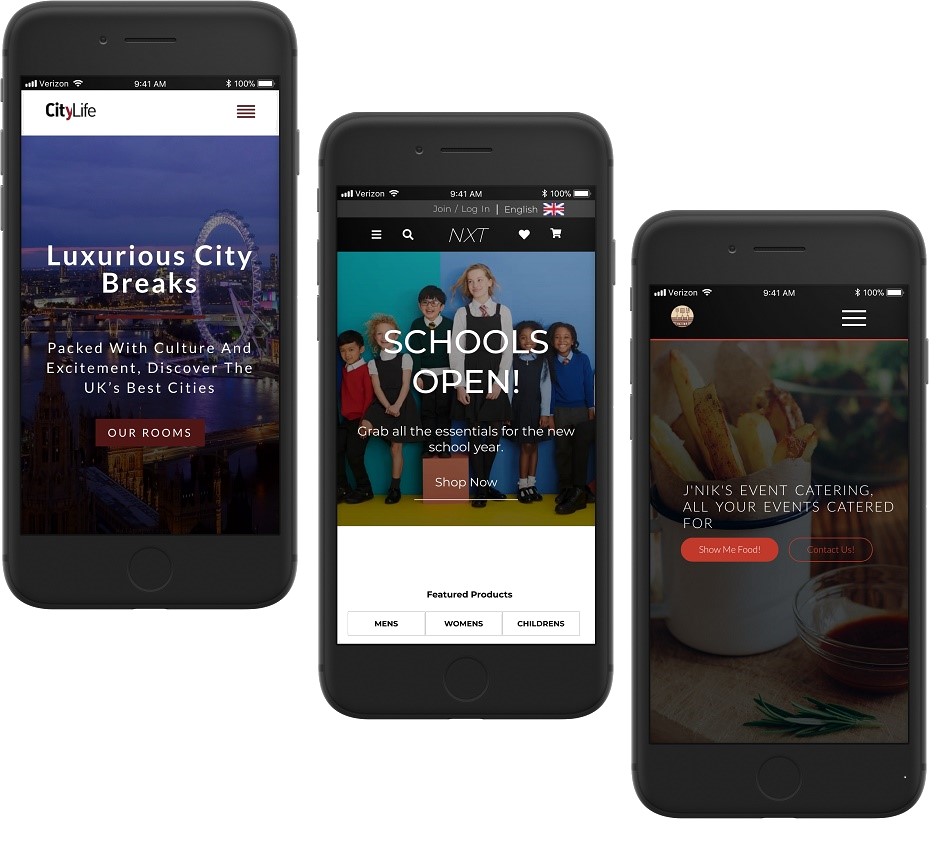 Verizon 9:41 AM 100%
CityLife
Luxurious City
Breaks
Packed With Culture And
Excitement, Discover The
UK's Best Cities
OUR ROOMS
Verizon 9:41 AM 100%
Join / Log In | English
NXT
SCHOOLS
OPEN!
Grab all the essentials for the new
school year.
Shop Now
Featured Products
MENS WOMENS CHILDRENS
Verizon 9:41 AM 100%
J'NIK'S EVENT CATERING,
ALL YOUR EVENTS CATERED
FOR
Show Me Food! Contact Us!